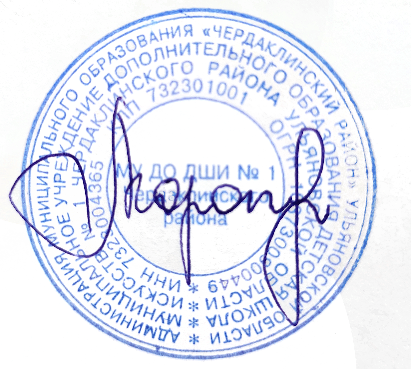 АДМИНИСТРАЦИЯ МУНИЦИПАЛЬНОГО ОБРАЗОВАНИЯ «ЧЕРДАКЛИНСКИЙ РАЙОН» УЛЬЯНОВСКОЙ ОБЛАСТИ
МУНИЦИПАЛЬНОЕ УЧРЕЖДЕНИЕ ДОПОЛНИТЕЛЬНОГО ОБРАЗОВАНИЯ ДЕТСКАЯ ШКОЛА
ИСКУССТВ № 1 ЧЕРДАКЛИНСКОГО РАЙОНА ОБЛАСТИ
ИНН КПП 732301001 ОГРН
МУ ДО ДШИ № 1
Чердаклинского
района